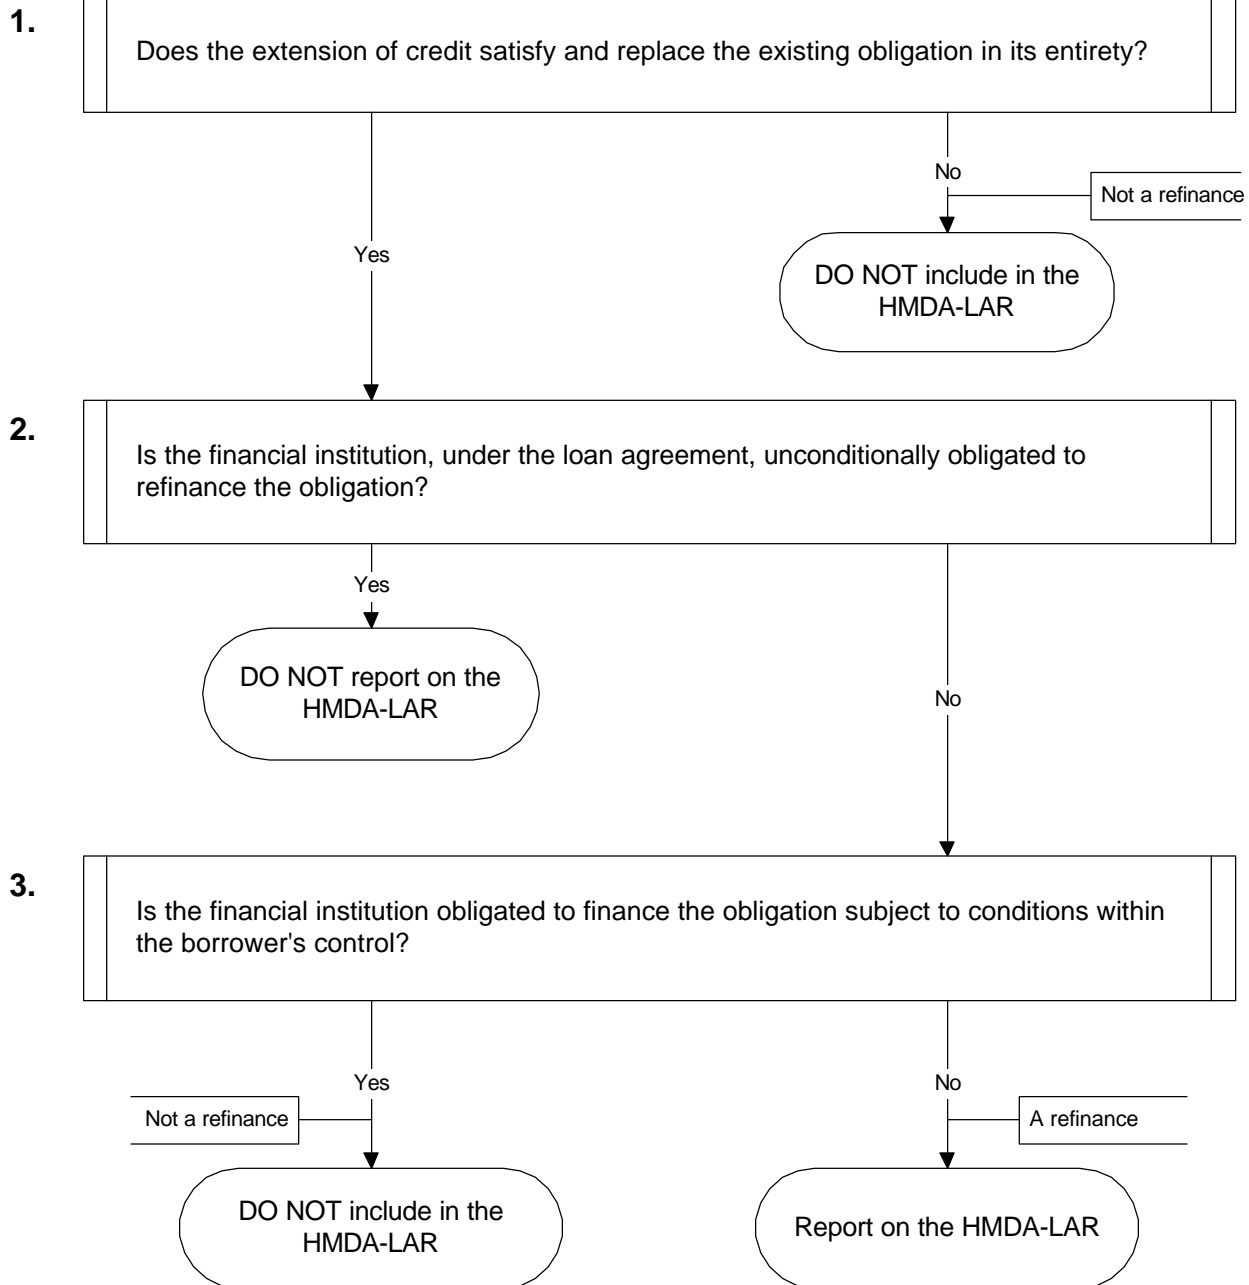 1.
Does the extension of credit satisfy and replace the existing obligation in its entirety?
No
Not a refinance
Yes
DO NOT include in the
HMDA-LAR
2.
Is the financial institution, under the loan agreement, unconditionally obligated to
refinance the obligation?
Yes
DO NOT report on the
HMDA-LAR
No
3.
Is the financial institution obligated to finance the obligation subject to conditions within
the borrower's control?
Yes
No
Not a refinance
A refinance
DO NOT include in the
HMDA-LAR
Report on the HMDA-LAR